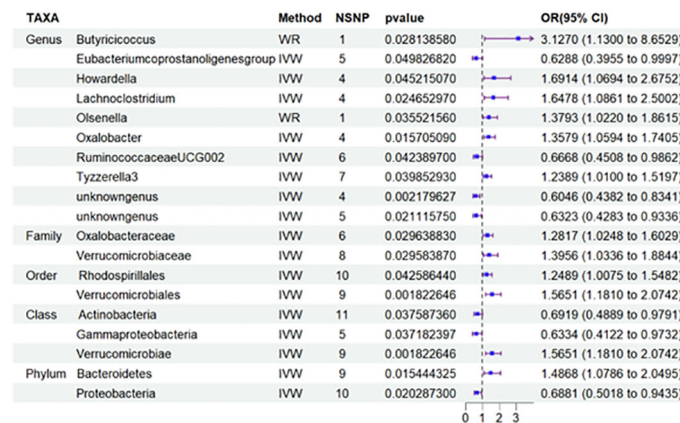 TAXA Method NSNP pvalue OR(95% CI)
Genus Butyricicoccus WR 1 0.028138580 3.1270 (1.1300 to 8.6529)
Eubacteriumcoprostanoligenesgroup IVW 5 0.049826820 0.6288 (0.3955 to 0.9997)
Howardella IVW 4 0.045215070 1.6914 (1.0694 to 2.6752)
Lachnoclostridium IVW 4 0.024652970 1.6478 (1.0861 to 2.5002)
Olsenella WR 1 0.035521560 1.3793 (1.0220 to 1.8615)
Oxalobacter IVW 4 0.015705090 1.3579 (1.0594 to 1.7405)
RuminococcaceaeUCG002 IVW 6 0.042389700 0.6668 (0.4508 to 0.9862)
Tyzzerella3 IVW 7 0.039852930 1.2389 (1.0100 to 1.5197)
unknowngenus IVW 4 0.002179627 0.6046 (0.4382 to 0.8341)
unknowngenus IVW 5 0.021115750 0.6323 (0.4283 to 0.9336)
Family Oxalobacteraceae IVW 6 0.029638830 1.2817 (1.0248 to 1.6029)
Verrucomicrobiaceae IVW 8 0.029583870 1.3956 (1.0336 to 1.8844)
Order Rhodospirillales IVW 10 0.042586440 1.2489 (1.0075 to 1.5482)
Verrucomicrobiales IVW 9 0.001822646 1.5651 (1.1810 to 2.0742)
Class Actinobacteria IVW 11 0.037587360 0.6919 (0.4889 to 0.9791)
Gammaproteobacteria IVW 5 0.037182397 0.6334 (0.4122 to 0.9732)
Verrucomicrobiae IVW 9 0.001822646 1.5651 (1.1810 to 2.0742)
Phylum Bacteroidetes IVW 9 0.015444325 1.4868 (1.0786 to 2.0495)
Proteobacteria IVW 10 0.020287300 0.6881 (0.5018 to 0.9435)
0 1 2 3